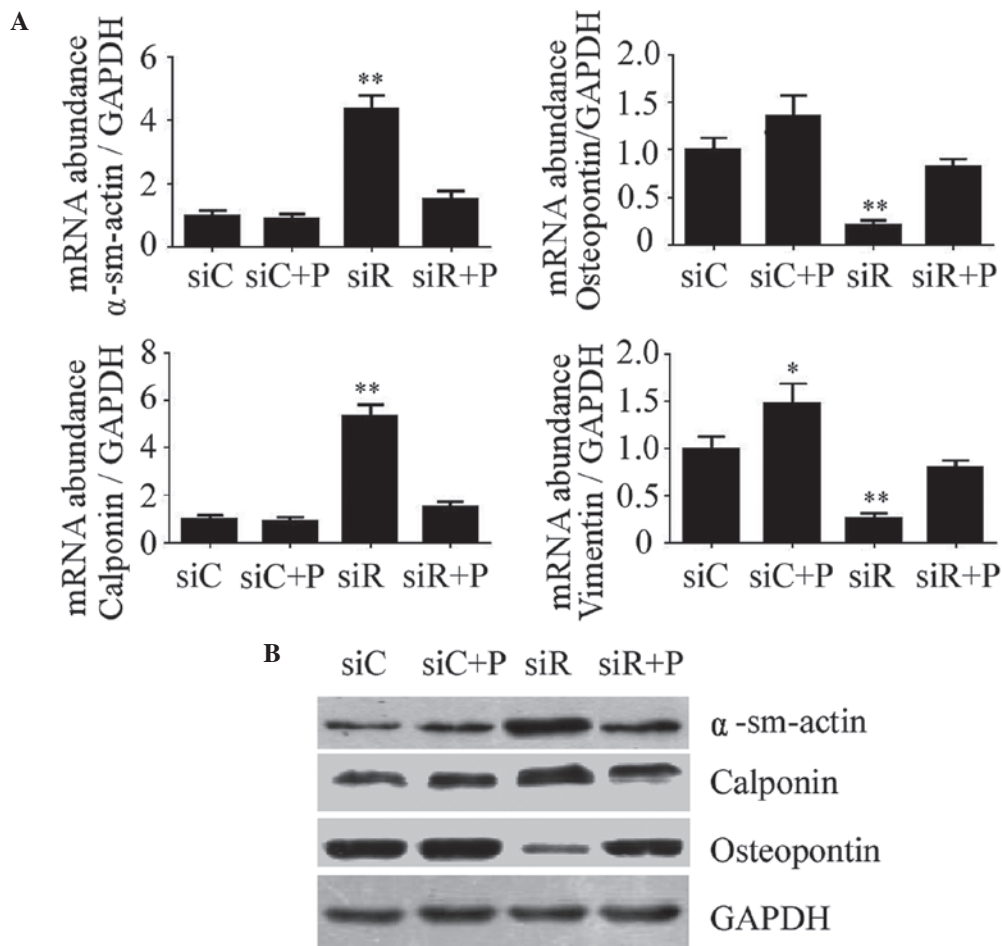 A
mRNA abundance
α-sm-actin / GAPDH
6
4
2
0
**
siC siC+P siR siR+P
mRNA abundance
Osteopontin/GAPDH
2.0
1.5
1.0
0.5
0
**
siC siC+P siR siR+P
mRNA abundance
Calponin / GAPDH
8
6
4
2
0
**
siC siC+P siR siR+P
mRNA abundance
Vimentin / GAPDH
2.0
1.5
1.0
0.5
0
*
**
siC siC+P siR siR+P
B
siC siC+P siR siR+P
α-sm-actin
Calponin
Osteopontin
GAPDH